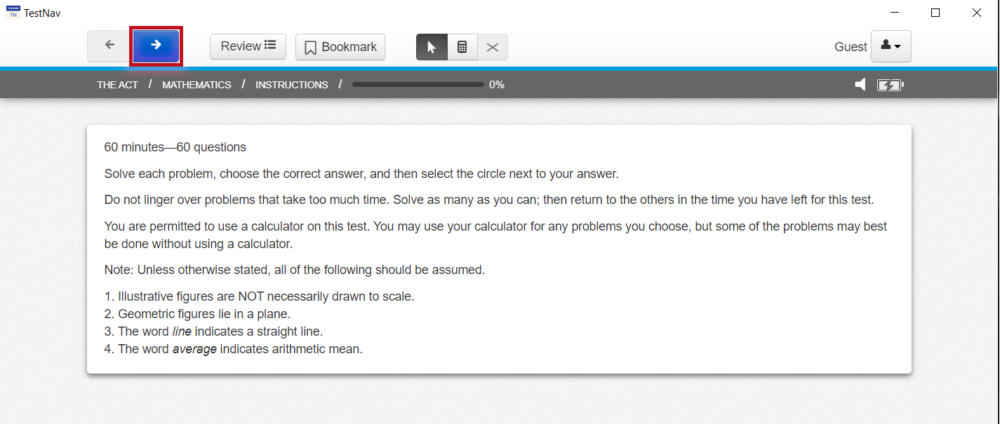 PEARSON
TN
TestNav
Review
Bookmark
Guest
THE ACT / MATHEMATICS / INSTRUCTIONS / 0%
60 minutes—60 questions
Solve each problem, choose the correct answer, and then select the circle next to your answer.
Do not linger over problems that take too much time. Solve as many as you can; then return to the others in the time you have left for this test.
You are permitted to use a calculator on this test. You may use your calculator for any problems you choose, but some of the problems may best
be done without using a calculator.
Note: Unless otherwise stated, all of the following should be assumed.
1. Illustrative figures are NOT necessarily drawn to scale.
2. Geometric figures lie in a plane.
3. The word line indicates a straight line.
4. The word average indicates arithmetic mean.